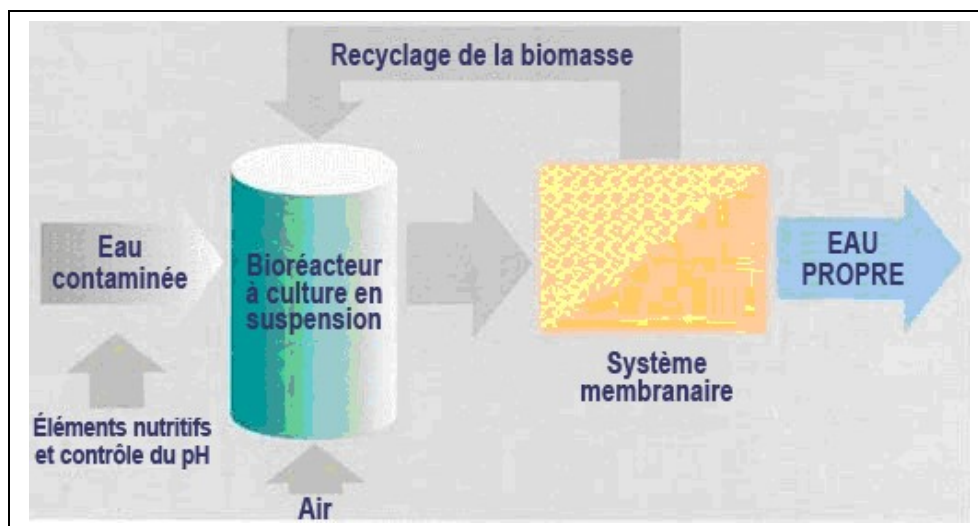 Recyclage de la biomasse
Eau
contaminée
Bioréacteur
à culture en
suspension
EAU
PROPRE
Système
membranaire
Éléments nutritifs
et contrôle du pH
Air